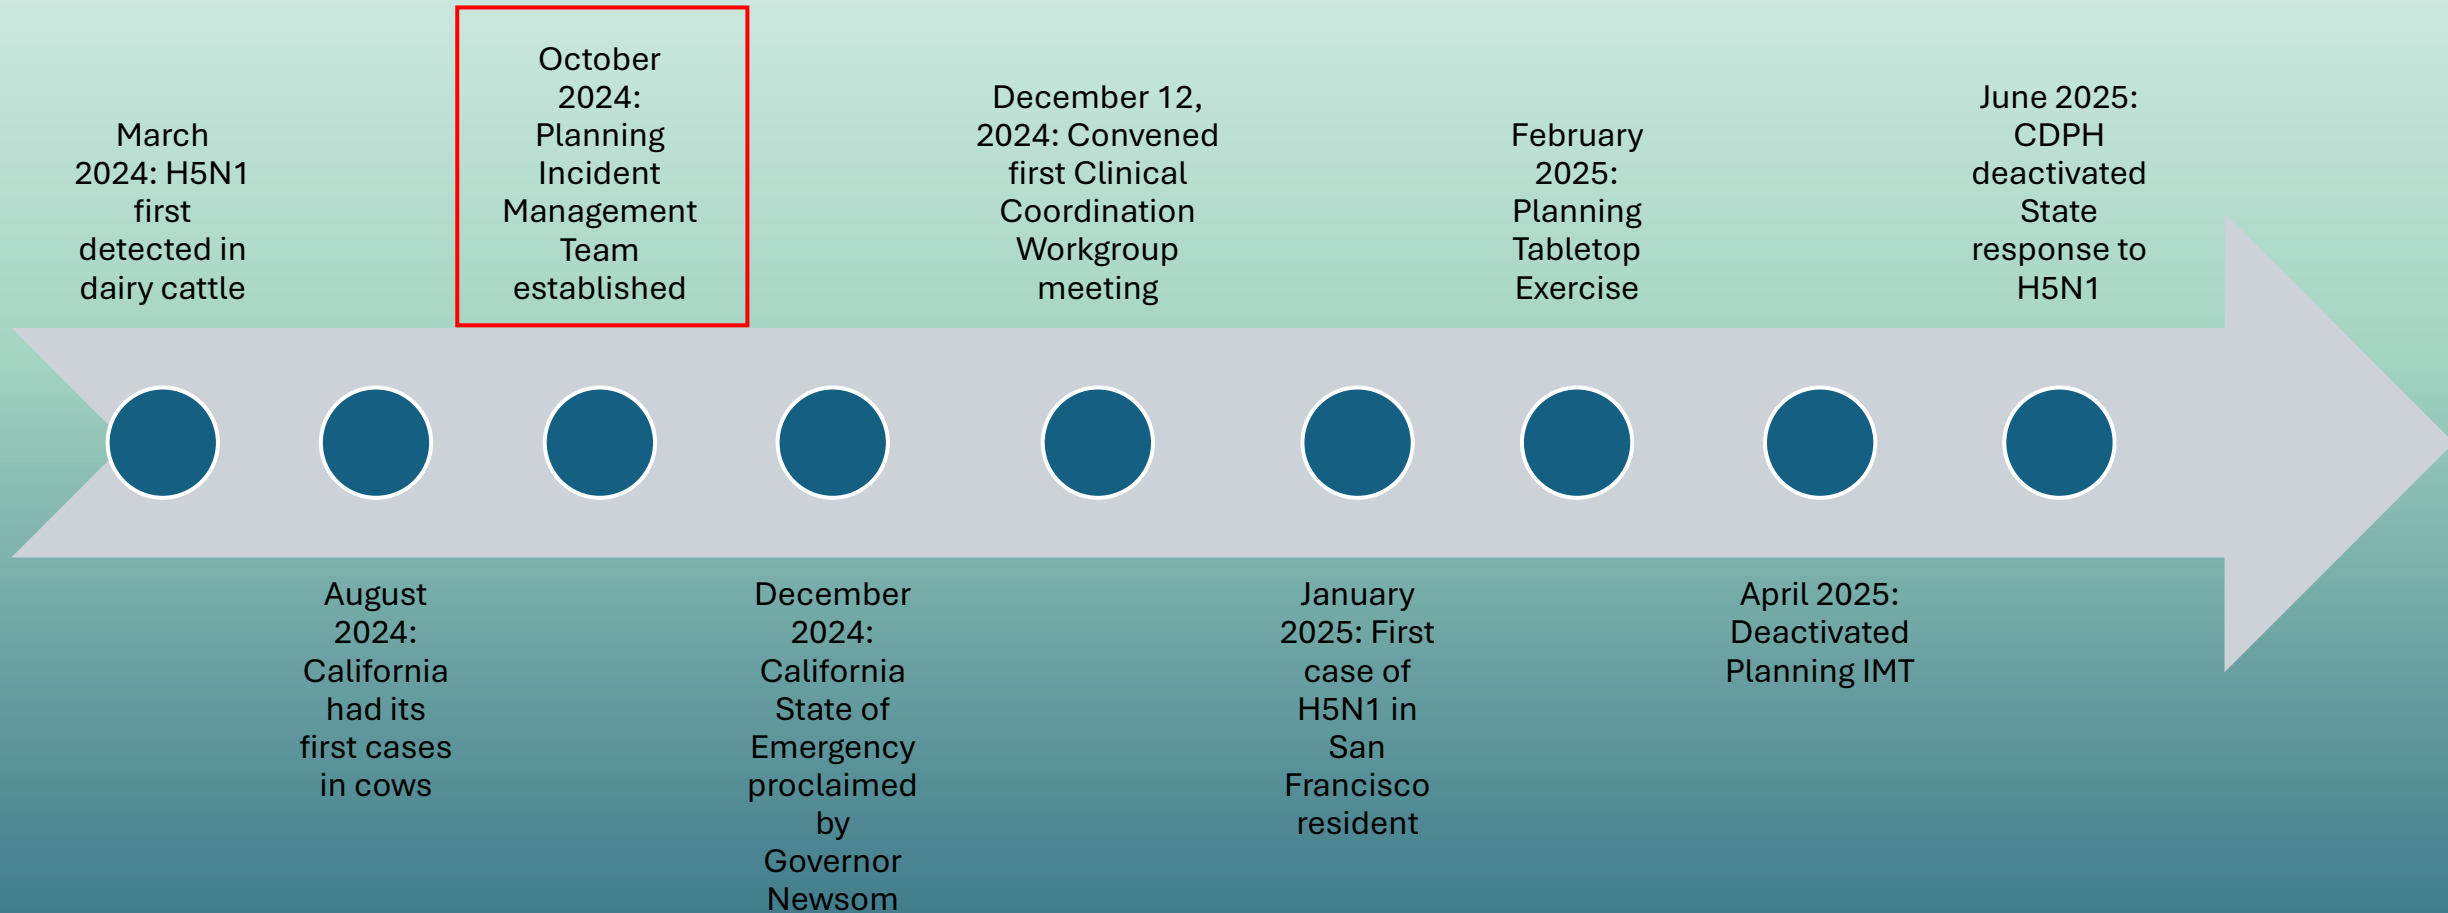 March
2024: H5N1
first
detected in
dairy cattle
August
2024:
California
had its
first cases
in cows
October
2024:
Planning
Incident
Management
Team
established
December
2024:
California
State of
Emergency
proclaimed
by
Governor
Newsom
December 12,
2024: Convened
first Clinical
Coordination
Workgroup
meeting
January
2025: First
case of
H5N1 in
San
Francisco
resident
February
2025:
Planning
Tabletop
Exercise
April 2025:
Deactivated
Planning IMT
June 2025:
CDPH
deactivated
State
response to
H5N1